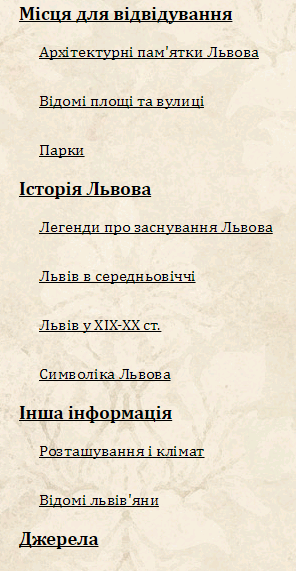 Місця для відвідування
Архітектурні пам'ятки Львова
Відомі площі та вулиці
Парки
Історія Львова
Легенди про заснування Львова
Львів в середньовіччі
Львів у XIX-XX ст.
Символіка Львова
Інша інформація
Розташування і клімат
Відомі львів'яни
Джерела